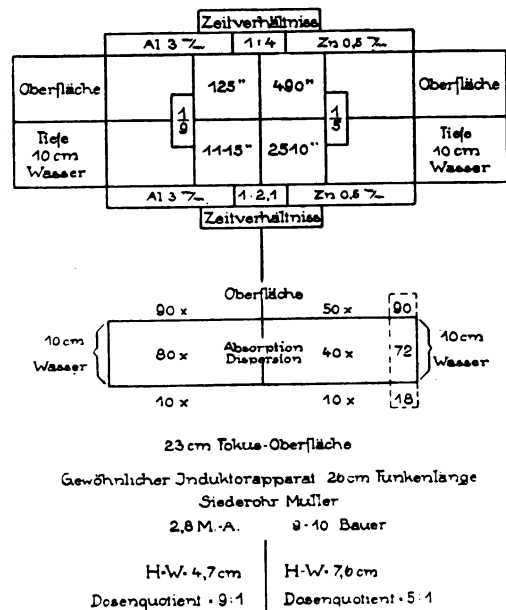 Zeitverhältniss
Al 3 m/m 1:4 Zn 0,5 m/m
Oberfläche 125" 490" Oberfläche
1/9 1/5
Tiefe 10 cm Wasser 1115" 2510" Tiefe 10 cm Wasser
Al 3 m/m 1:2,1 Zn 0,5 m/m
Zeitverhältniss
Oberfläche
90 x 50 x 90
10 cm Wasser 80 x Absorption Dispersion 40 x 72 10 cm Wasser
10 x 10 x 18
23 cm Fokus-Oberfläche
Gewöhnlicher Induktorapparat 26 cm Funkenlänge
Siederohr Müller
2,8 M.-A. 9-10 Bauer
H-W· 4,7 cm H-W· 7,6 cm
Dosenquotient · 9:1 Dosenquotient · 5:1